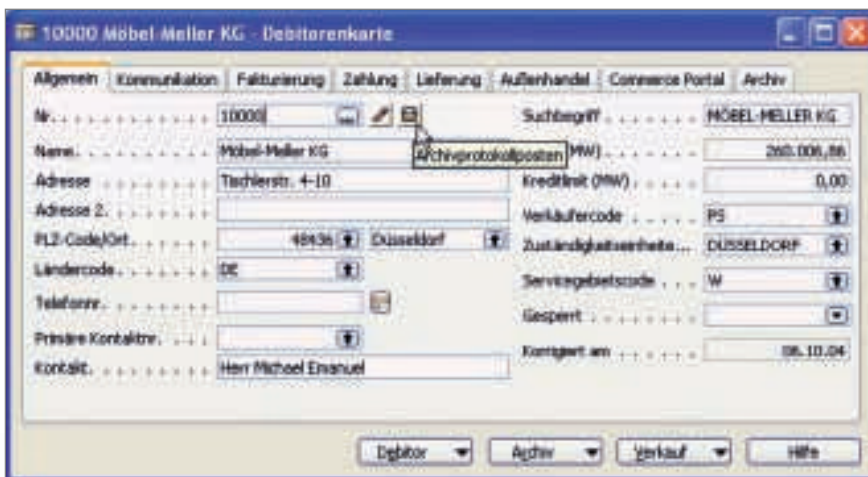 10000 Möbel-Meller KG - Debitorenkarte
Allgemein Kommunikation Fakturierung Zahlung Lieferung Außenhandel Commerce Portal Archiv
Nr. 10000 Suchbegriff MÖBEL-MELLER KG
Name Möbel-Meller KG Archivprotokollposten MW) 260.006,86
Adresse Tischlerstr. 4-10 Kreditlimit (MW) 0,00
Adresse 2 Verkäufercode PS
PLZ-Code/Ort 48436 Düsseldorf Zuständigkeitseinheite... DÜSSELDORF
Ländercode DE Servicegebietscode W
Telefonnr. Gesperrt
Primäre Kontaktnr. Korrigiert am 06.10.04
Kontakt Herr Michael Emanuel
Debitor Archiv Verkauf Hilfe